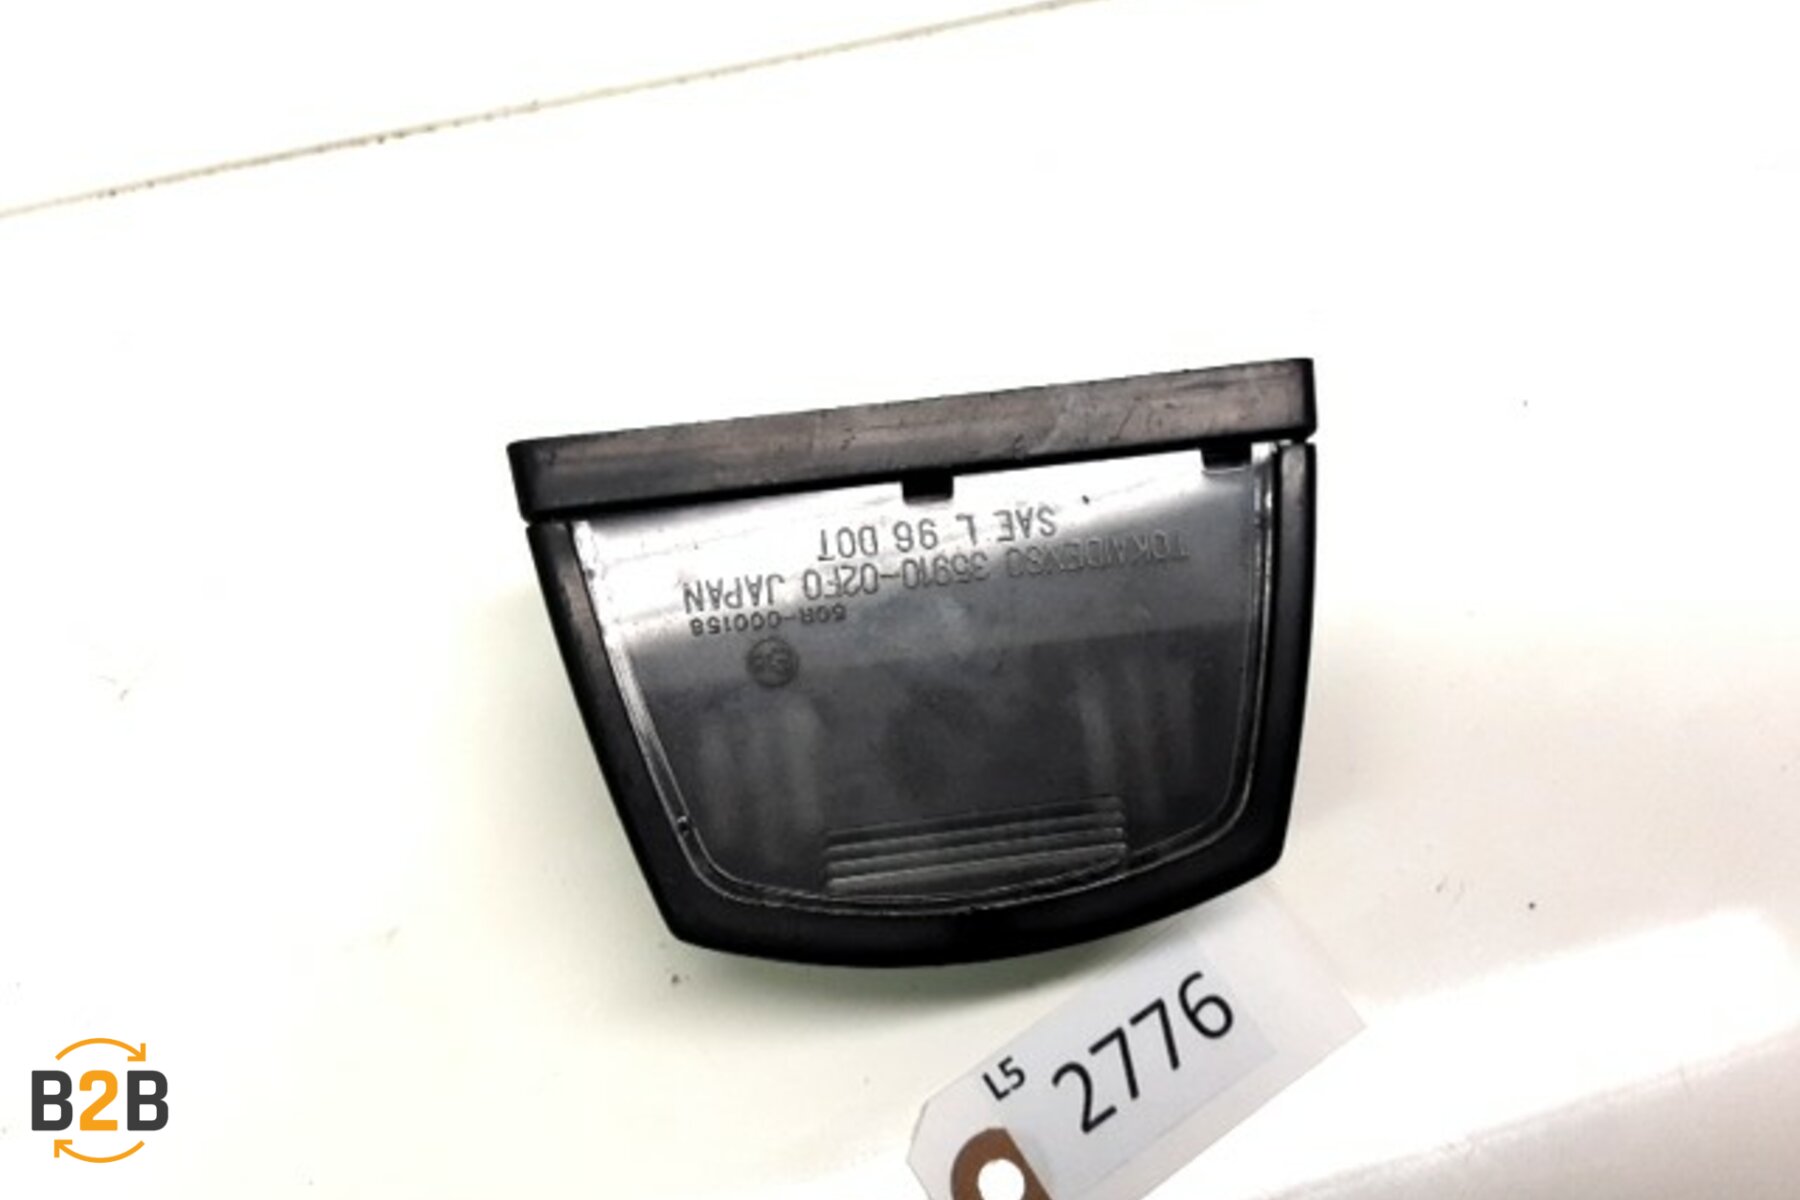 SAE L 96 DOT
TOKAIDENSO 35910-02F0 JAPAN
50R-000158
L5
2776
B2B